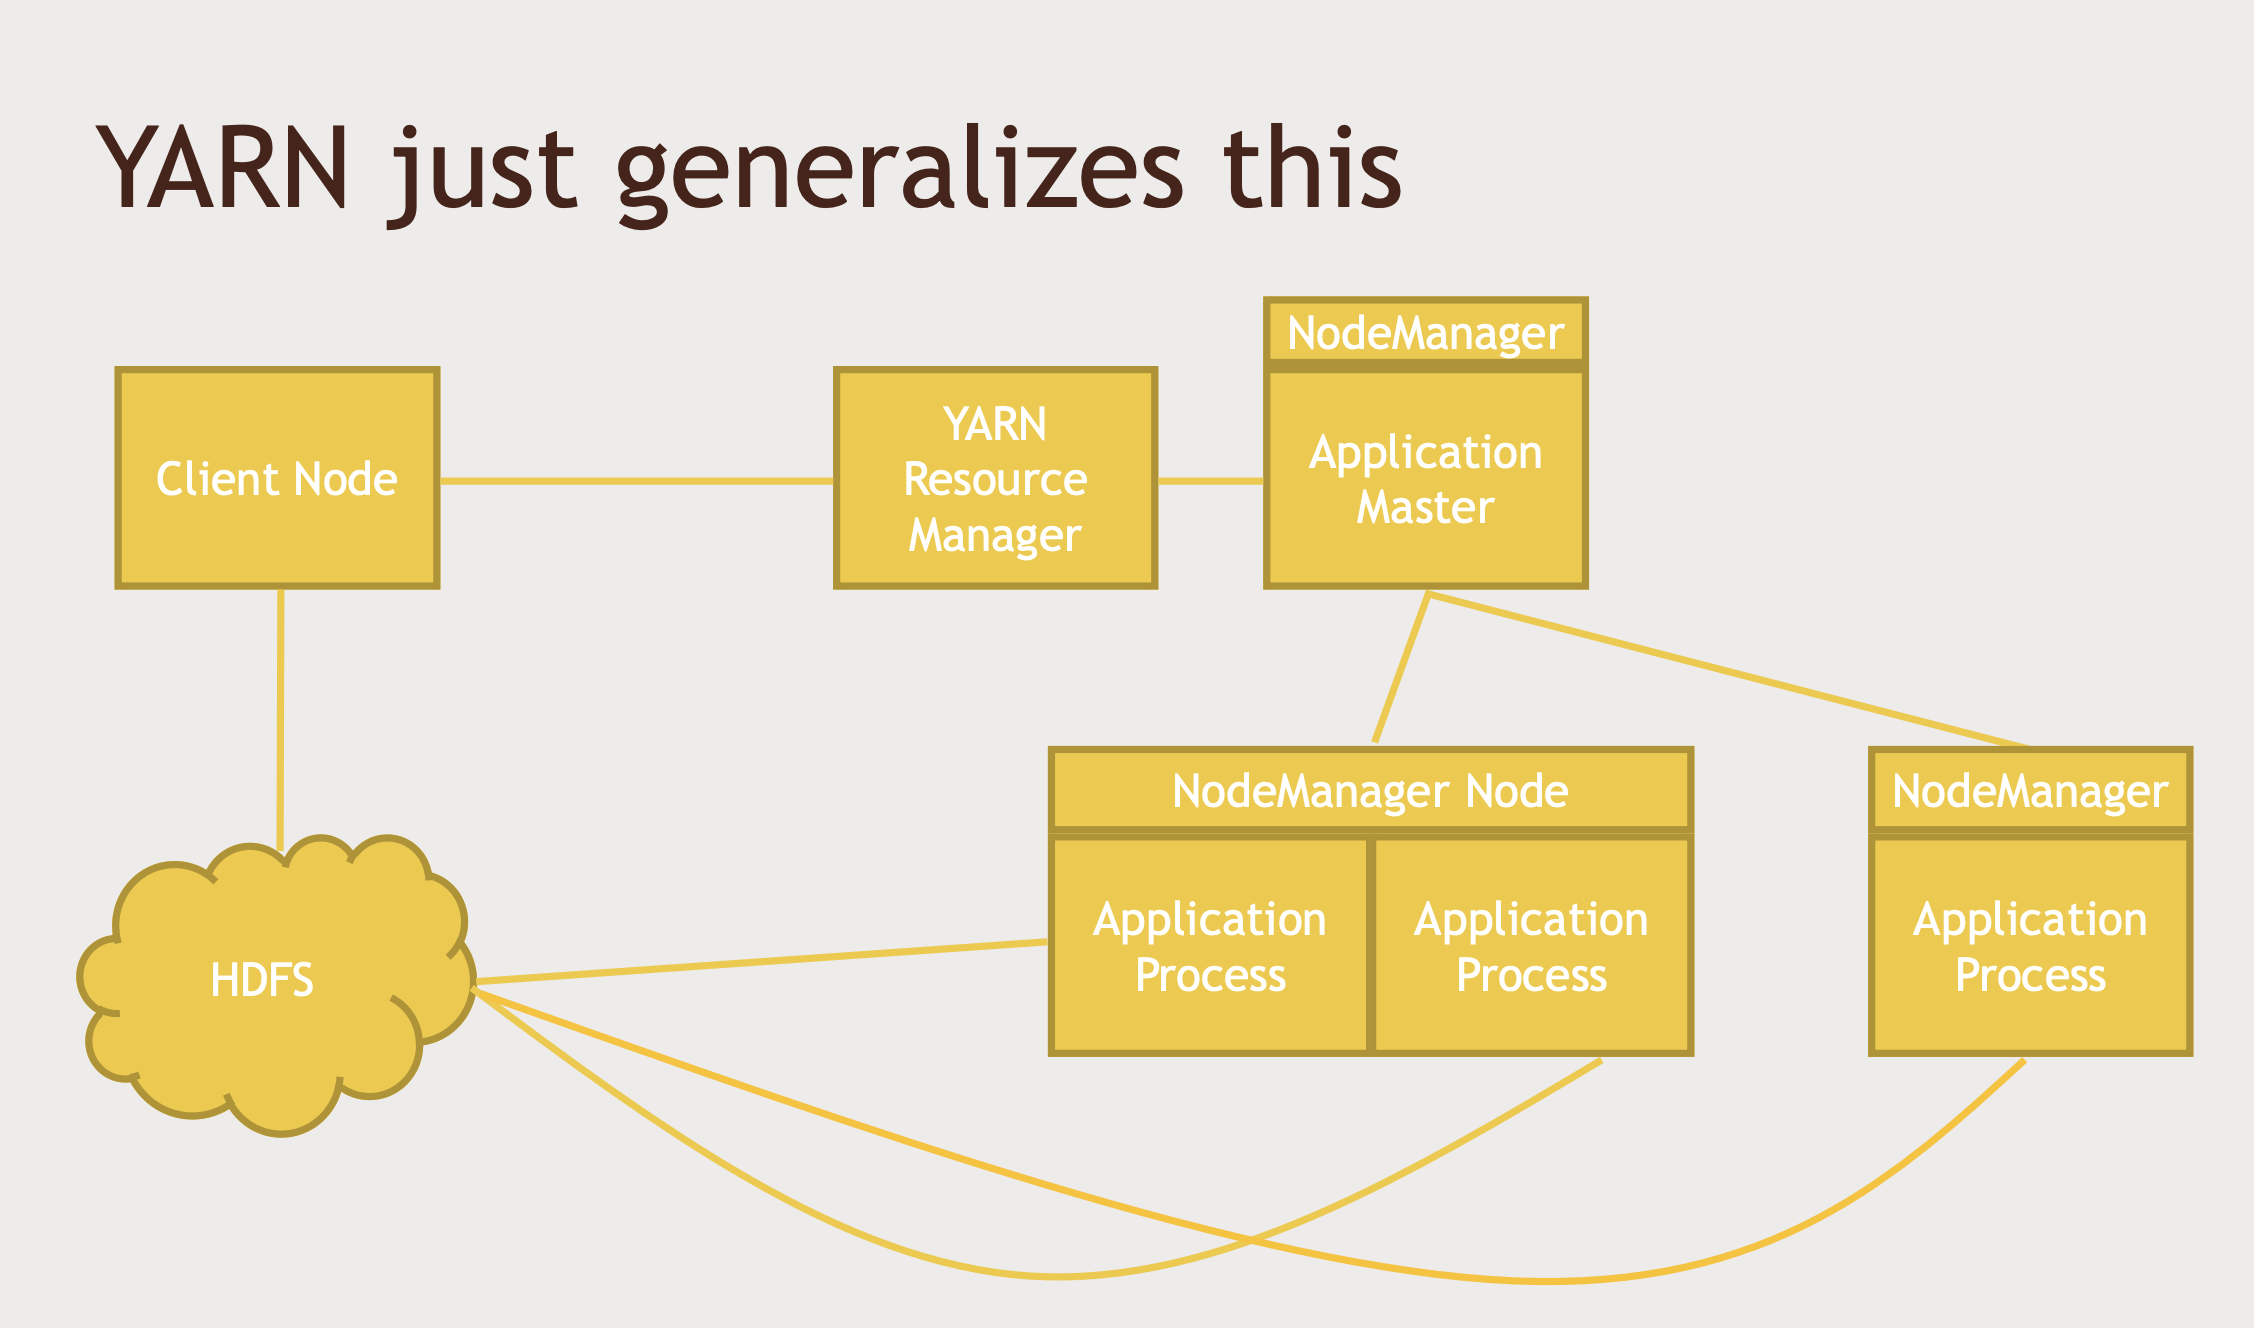 YARN just generalizes this
NodeManager
Client Node
YARN
Resource
Manager
Application
Master
NodeManager Node
NodeManager
Application
Process
Application
Process
Application
Process
HDFS